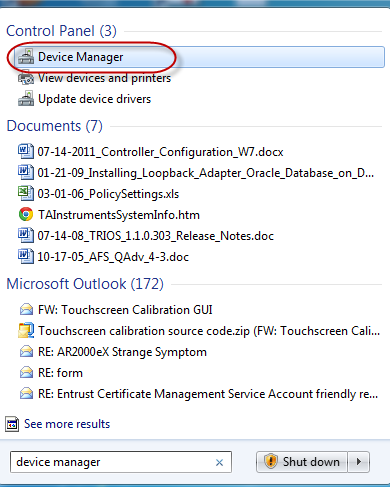 Control Panel (3)
Device Manager
View devices and printers
Update device drivers
Documents (7)
07-14-2011_Controller_Configuration_W7.docx
01-21-09_Installing_Loopback_Adapter_Oracle_Database_on_D...
03-01-06_PolicySettings.xls
TAInstrumentsSystemInfo.htm
07-14-08_TRIOS_1.1.0.303_Release_Notes.doc
10-17-05_AFS_QAdv_4-3.doc
Microsoft Outlook (172)
FW: Touchscreen Calibration GUI
Touchscreen calibration source code.zip (FW: Touchscreen Cali...
RE: AR2000eX Strange Symptom
RE: form
RE: Entrust Certificate Management Service Account friendly re...
See more results
device manager
Shut down